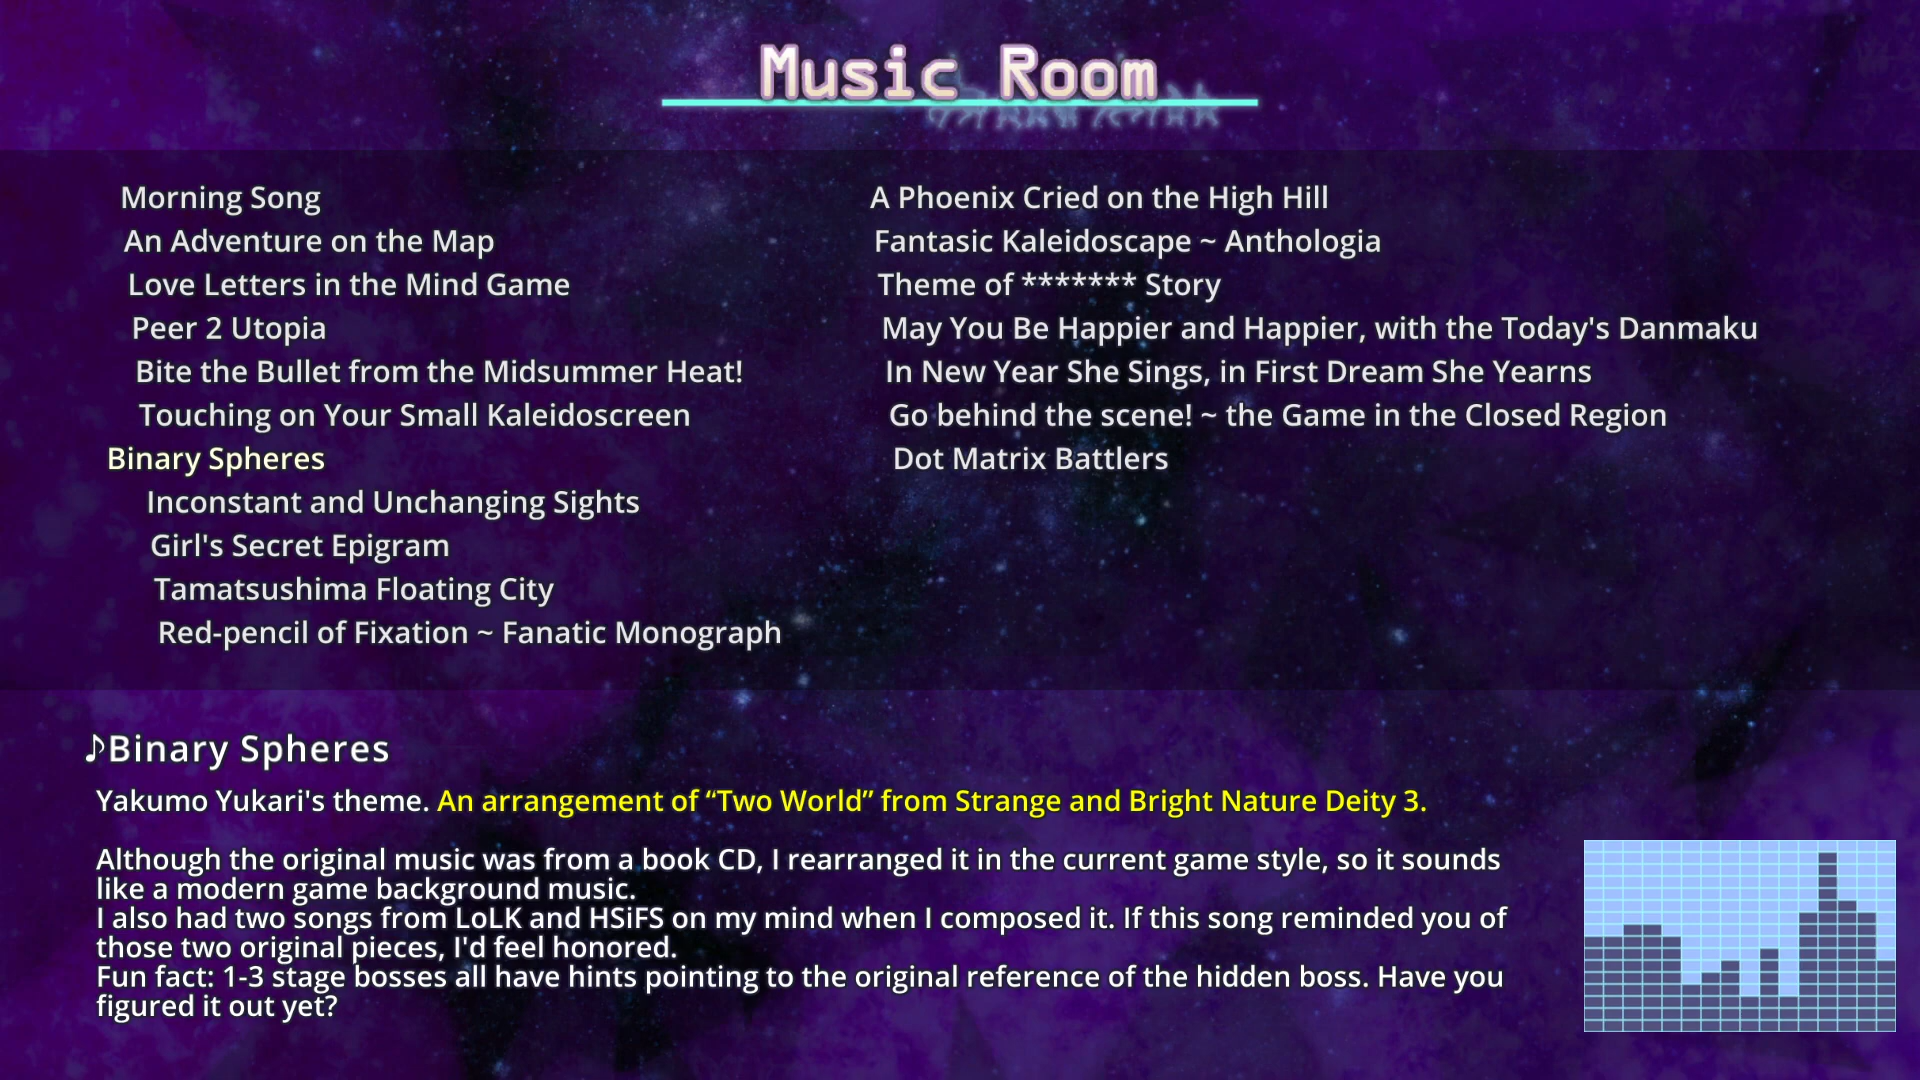 Music Room
Morning Song
An Adventure on the Map
Love Letters in the Mind Game
Peer 2 Utopia
Bite the Bullet from the Midsummer Heat!
Touching on Your Small Kaleidoscreen
Binary Spheres
Inconstant and Unchanging Sights
Girl's Secret Epigram
Tamatsushima Floating City
Red-pencil of Fixation ~ Fanatic Monograph
A Phoenix Cried on the High Hill
Fantasic Kaleidoscape ~ Anthologia
Theme of ******* Story
May You Be Happier and Happier, with the Today's Danmaku
In New Year She Sings, in First Dream She Yearns
Go behind the scene! ~ the Game in the Closed Region
Dot Matrix Battlers
♪Binary Spheres
Yakumo Yukari's theme. An arrangement of “Two World” from Strange and Bright Nature Deity 3.
Although the original music was from a book CD, I rearranged it in the current game style, so it sounds
like a modern game background music.
I also had two songs from LoLK and HSiFS on my mind when I composed it. If this song reminded you of
those two original pieces, I'd feel honored.
Fun fact: 1-3 stage bosses all have hints pointing to the original reference of the hidden boss. Have you
figured it out yet?